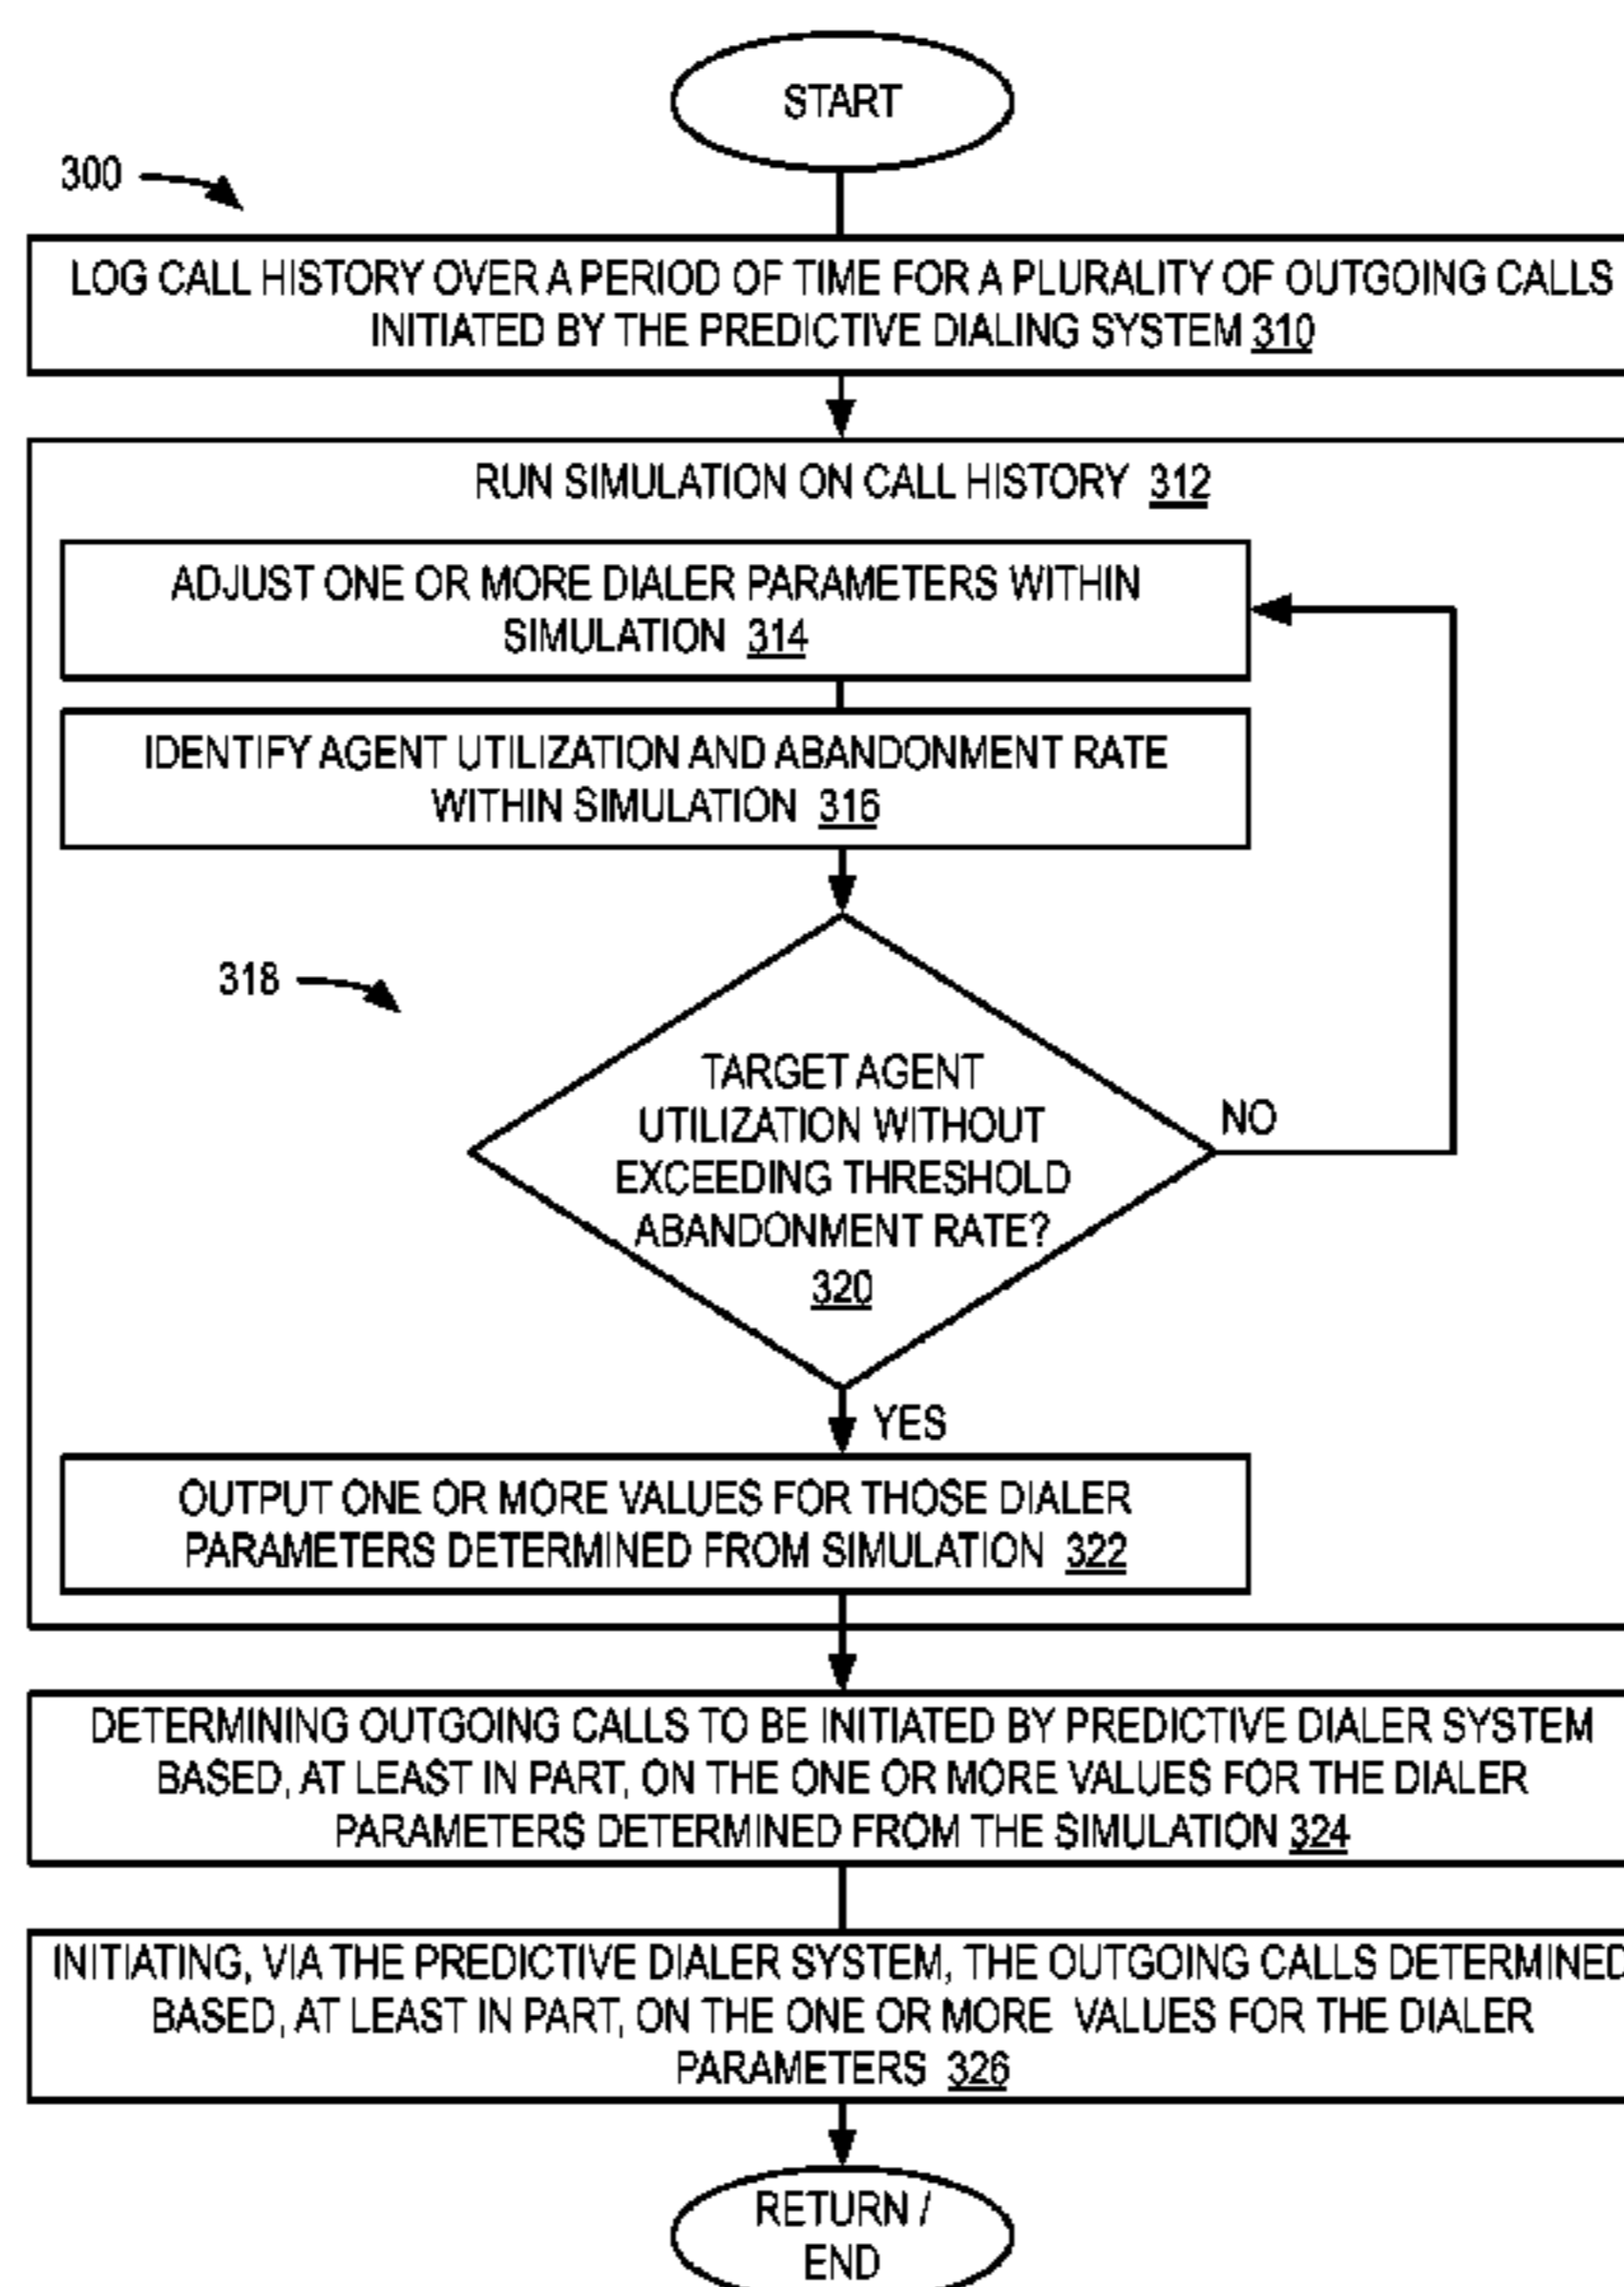 START
300
LOG CALL HISTORY OVER A PERIOD OF TIME FOR A PLURALITY OF OUTGOING CALLS
INITIATED BY THE PREDICTIVE DIALING SYSTEM 310
RUN SIMULATION ON CALL HISTORY 312
ADJUST ONE OR MORE DIALER PARAMETERS WITHIN
SIMULATION 314
IDENTIFY AGENT UTILIZATION AND ABANDONMENT RATE
WITHIN SIMULATION 316
318
TARGET AGENT
UTILIZATION WITHOUT
EXCEEDING THRESHOLD
ABANDONMENT RATE?
320
NO
YES
OUTPUT ONE OR MORE VALUES FOR THOSE DIALER
PARAMETERS DETERMINED FROM SIMULATION 322
DETERMINING OUTGOING CALLS TO BE INITIATED BY PREDICTIVE DIALER SYSTEM
BASED, AT LEAST IN PART, ON THE ONE OR MORE VALUES FOR THE DIALER
PARAMETERS DETERMINED FROM THE SIMULATION 324
INITIATING, VIA THE PREDICTIVE DIALER SYSTEM, THE OUTGOING CALLS DETERMINED
BASED, AT LEAST IN PART, ON THE ONE OR MORE VALUES FOR THE DIALER
PARAMETERS 326
RETURN /
END